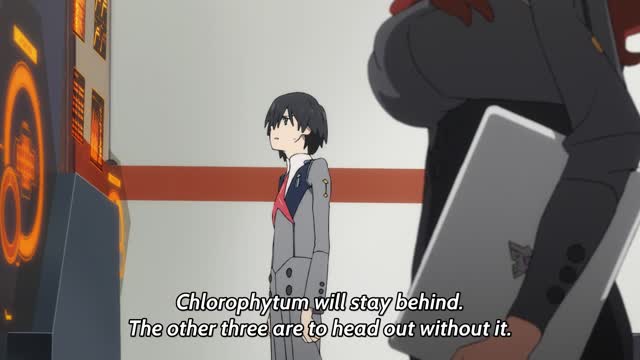 Chlorophytum will stay behind.
The other three are to head out without it.